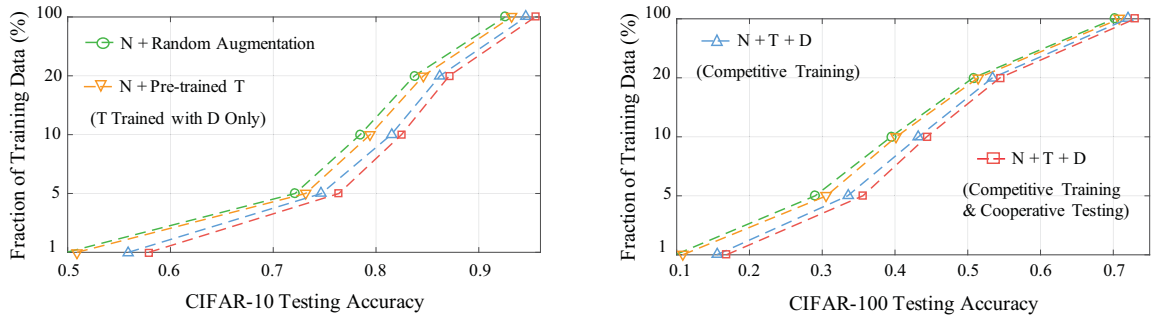 Fraction of Training Data (%)
100
20
10
5
1
N + Random Augmentation
N + Pre-trained T
(T Trained with D Only)
0.5 0.6 0.7 0.8 0.9
CIFAR-10 Testing Accuracy
Fraction of Training Data (%)
100
20
10
5
1
N + T + D
(Competitive Training)
N + T + D
(Competitive Training
& Cooperative Testing)
0.1 0.2 0.3 0.4 0.5 0.6 0.7
CIFAR-100 Testing Accuracy